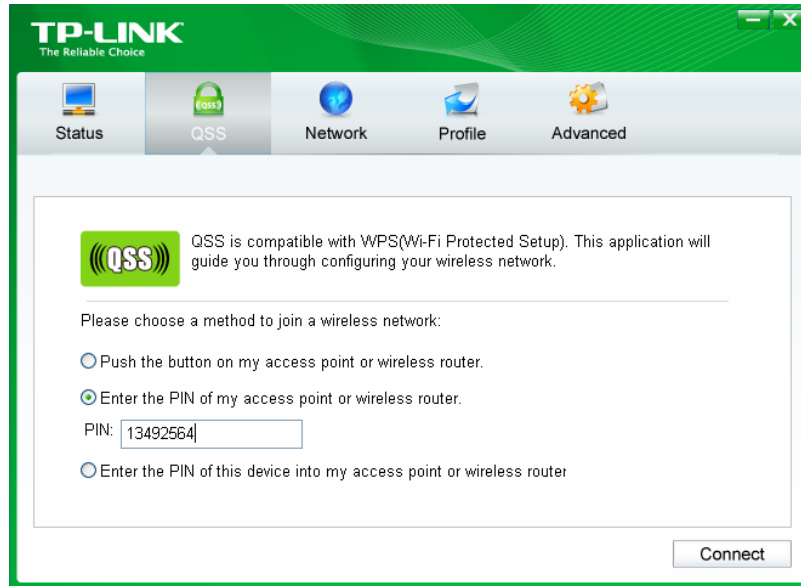 TP-LINK
The Reliable Choice
Status QSS Network Profile Advanced
QSS is compatible with WPS(Wi-Fi Protected Setup). This application will
guide you through configuring your wireless network.
Please choose a method to join a wireless network:
Push the button on my access point or wireless router.
Enter the PIN of my access point or wireless router.
PIN: 13492564
Enter the PIN of this device into my access point or wireless router
Connect